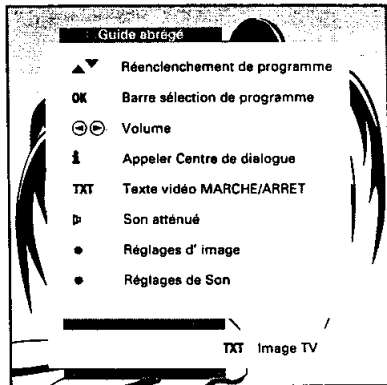 Guide abrégé
Réenclenchement de programme
OK Barre sélection de programme
Volume
i Appeler Centre de dialogue
TXT Texte vidéo MARCHE/ARRET
Son atténué
Réglages d' image
Réglages de Son
TXT Image TV